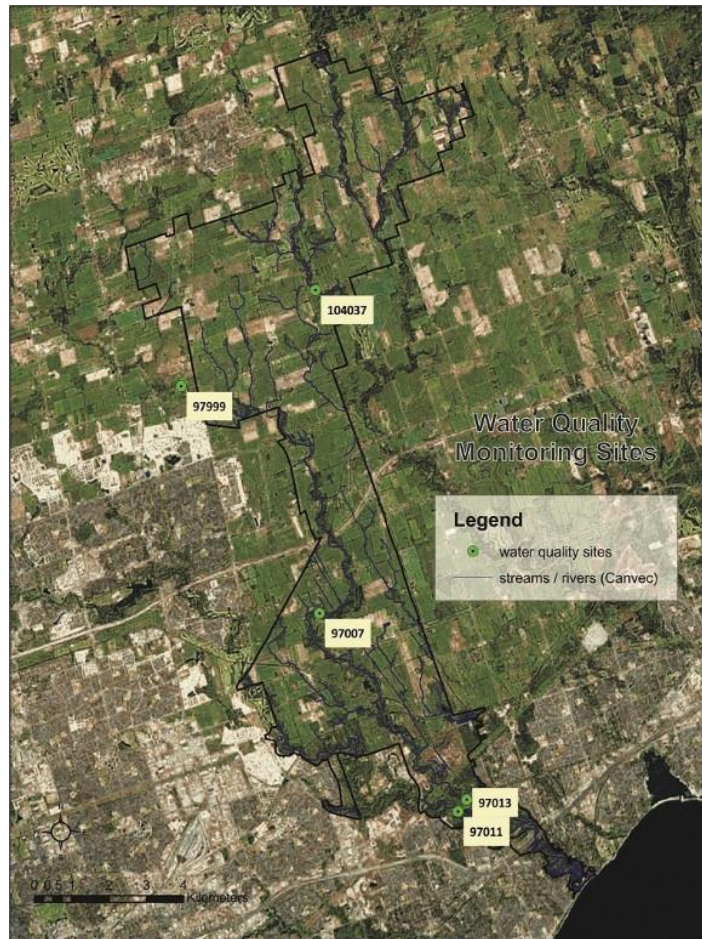 104037
97999
Water Quality
Monitoring Sites
Legend
water quality sites
streams / rivers (Canvec)
97007
97013
97011
0 0.5 1 2 3 4
Kilometers